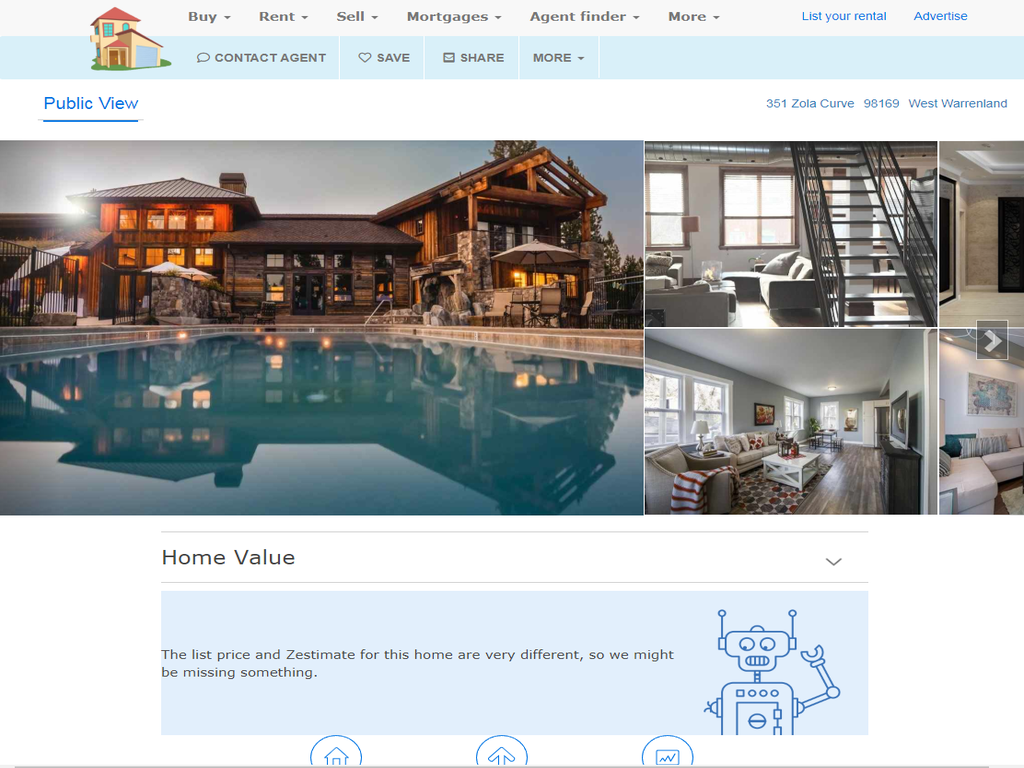 Buy Rent Sell Mortgages Agent finder More List your rental Advertise
CONTACT AGENT SAVE SHARE MORE
Public View 351 Zola Curve 98169 West Warrenland
Home Value
The list price and Zestimate for this home are very different, so we might
be missing something.